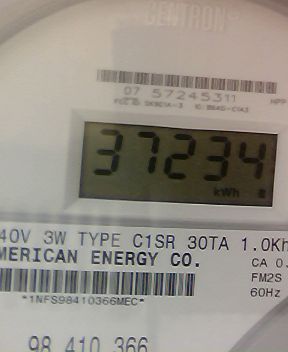 CENTRON
07 57245311
37234
kWh
40V 3W TYPE C1SR 30TA 1.0Kh
MERICAN ENERGY CO.
CA 0.
FM2S
*1NFS98410366MEC*
60Hz
98 410 366